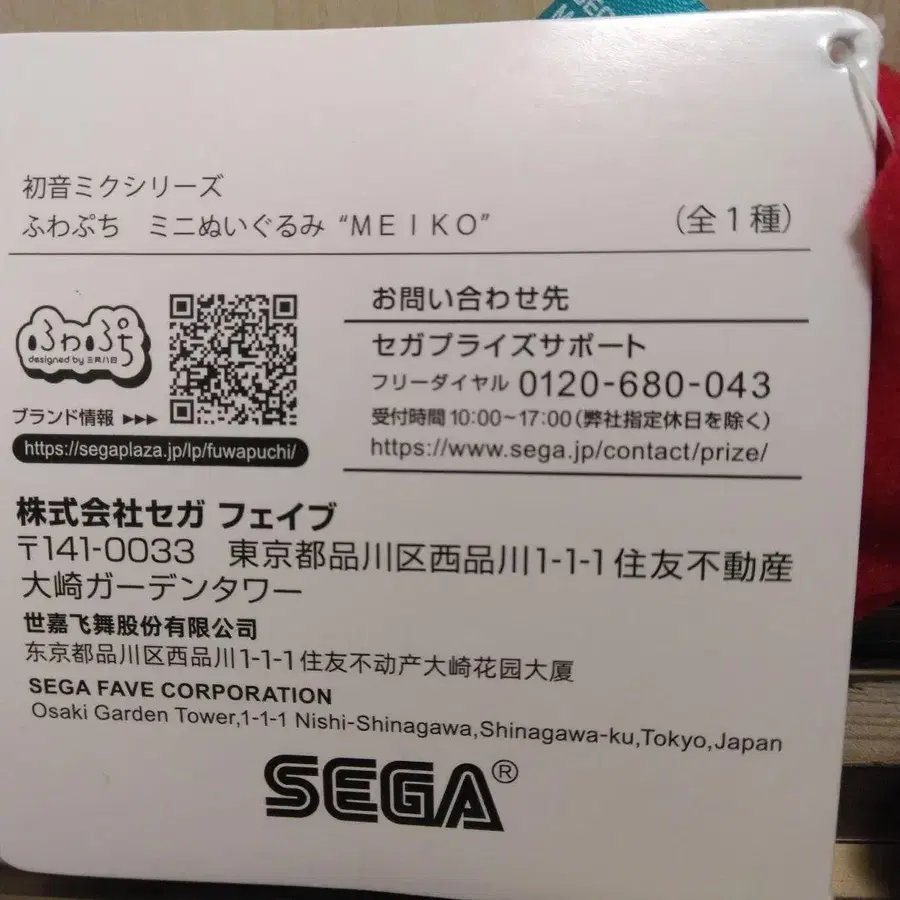 初音ミクシリーズ
ふわぷち ミニぬいぐるみ “MEIKO” (全1種)
ふわぷち
designed by 三月八日
ブランド情報 ▶▶▶
https://segaplaza.jp/lp/fuwapuchi/
お問い合わせ先
セガプライズサポート
フリーダイヤル 0120-680-043
受付時間 10:00~17:00(弊社指定休日を除く)
https://www.sega.jp/contact/prize/
株式会社セガ フェイブ
〒141-0033 東京都品川区西品川1-1-1住友不動産
大崎ガーデンタワー
世嘉飞舞股份有限公司
东京都品川区西品川1-1-1住友不动产大崎花园大厦
SEGA FAVE CORPORATION
Osaki Garden Tower,1-1-1 Nishi-Shinagawa,Shinagawa-ku,Tokyo,Japan
SEGA®